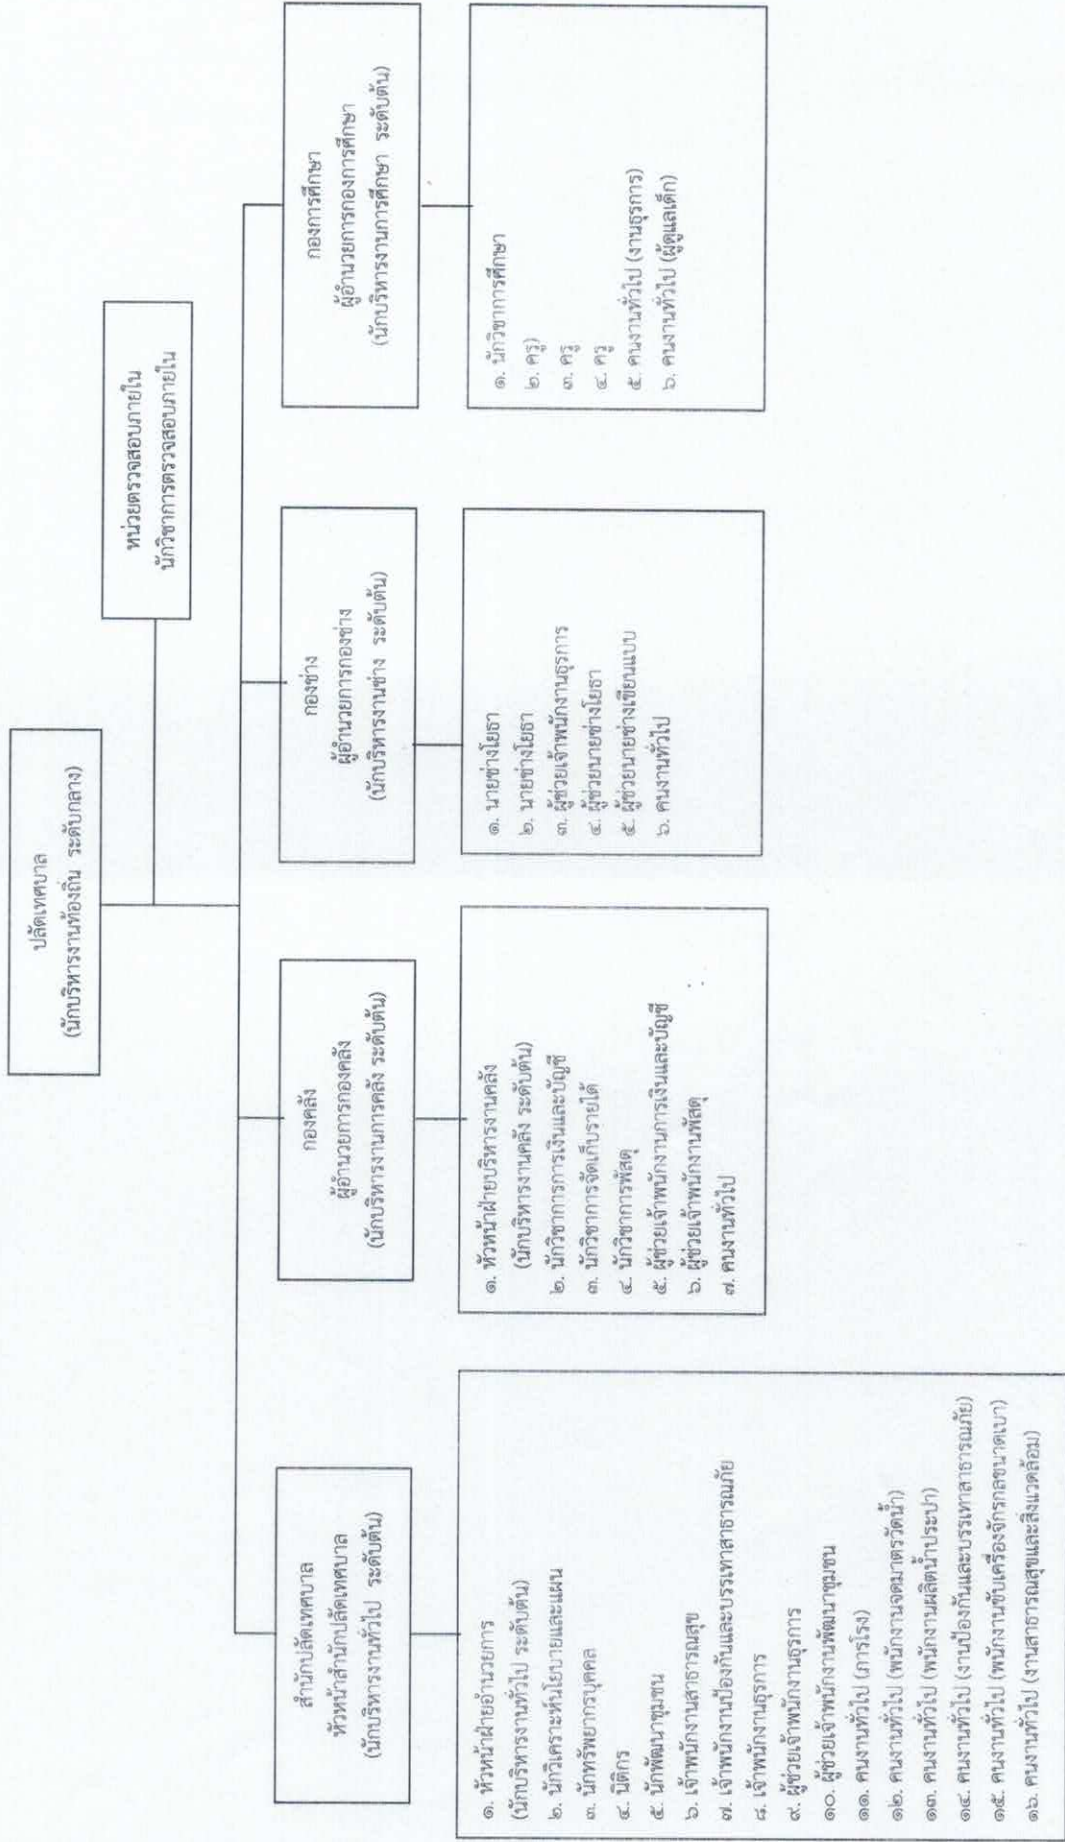 ปลัดเทศบาล
(นักบริหารงานท้องถิ่น ระดับกลาง)
หน่วยตรวจสอบภายใน
นักวิชาการตรวจสอบภายใน
สำนักปลัดเทศบาล
หัวหน้าสำนักปลัดเทศบาล
(นักบริหารงานทั่วไป ระดับต้น)
๑. หัวหน้าฝ่ายอำนวยการ
(นักบริหารงานทั่วไป ระดับต้น)
๒. นักวิเคราะห์นโยบายและแผน
๓. นักทรัพยากรบุคคล
๔. นิติกร
๕. นักพัฒนาชุมชน
๖. เจ้าพนักงานสาธารณสุข
๗. เจ้าพนักงานป้องกันและบรรเทาสาธารณภัย
๘. เจ้าพนักงานธุรการ
๙. ผู้ช่วยเจ้าพนักงานธุรการ
๑๐. ผู้ช่วยเจ้าพนักงานพัฒนาชุมชน
๑๑. คนงานทั่วไป (ภารโรง)
๑๒. คนงานทั่วไป (พนักงานจดมาตรวัดน้ำ)
๑๓. คนงานทั่วไป (พนักงานผลิตน้ำประปา)
๑๔. คนงานทั่วไป (งานป้องกันและบรรเทาสาธารณภัย)
๑๕. คนงานทั่วไป (พนักงานขับเครื่องจักรกลขนาดเบา)
๑๖. คนงานทั่วไป (งานสาธารณสุขและสิ่งแวดล้อม)
กองคลัง
ผู้อำนวยการกองคลัง
(นักบริหารงานการคลัง ระดับต้น)
๑. หัวหน้าฝ่ายบริหารงานคลัง
(นักบริหารงานคลัง ระดับต้น)
๒. นักวิชาการการเงินและบัญชี
๓. นักวิชาการจัดเก็บรายได้
๔. นักวิชาการพัสดุ
๕. ผู้ช่วยเจ้าพนักงานการเงินและบัญชี
๖. ผู้ช่วยเจ้าพนักงานพัสดุ
๗. คนงานทั่วไป
กองช่าง
ผู้อำนวยการกองช่าง
(นักบริหารงานช่าง ระดับต้น)
๑. นายช่างโยธา
๒. นายช่างโยธา
๓. ผู้ช่วยเจ้าพนักงานธุรการ
๔. ผู้ช่วยนายช่างโยธา
๕. ผู้ช่วยนายช่างเขียนแบบ
๖. คนงานทั่วไป
กองการศึกษา
ผู้อำนวยการกองการศึกษา
(นักบริหารงานการศึกษา ระดับต้น)
๑. นักวิชาการศึกษา
๒. ครู)
๓. ครู
๔. ครู
๕. คนงานทั่วไป (งานธุรการ)
๖. คนงานทั่วไป (ผู้ดูแลเด็ก)